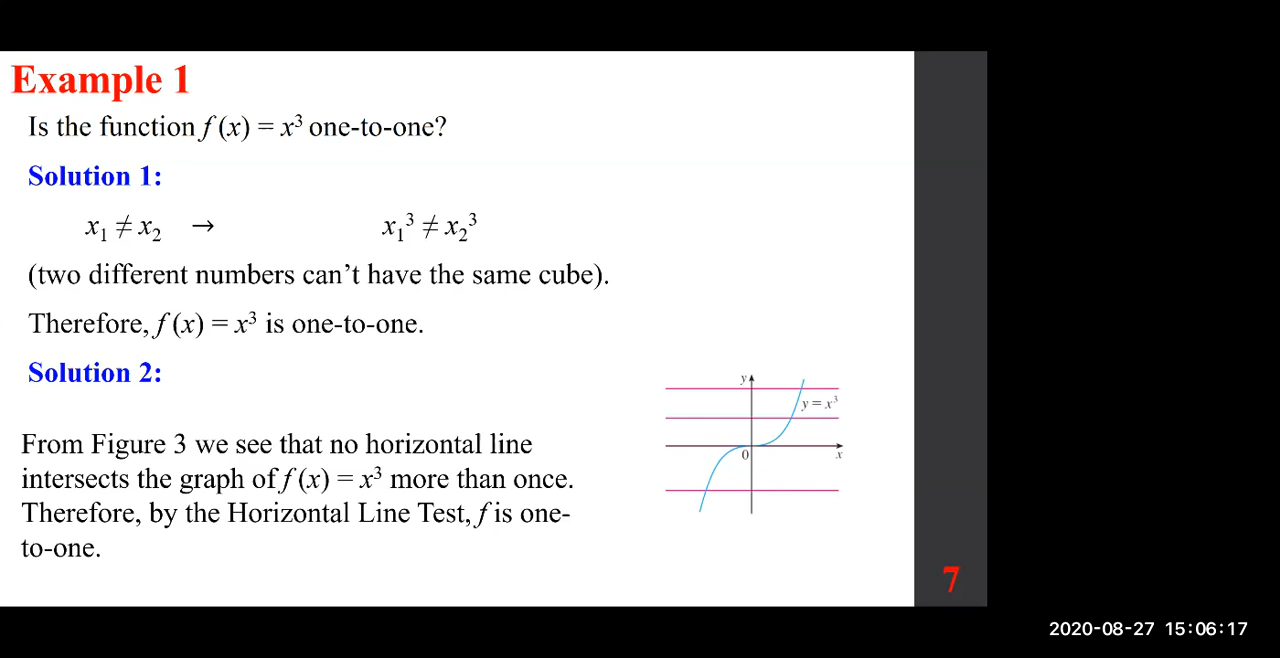 Example 1
Is the function f (x) = x³ one-to-one?
Solution 1:
x₁ ≠ x₂ → x₁³ ≠ x₂³
(two different numbers can’t have the same cube).
Therefore, f (x) = x³ is one-to-one.
Solution 2:
From Figure 3 we see that no horizontal line
intersects the graph of f (x) = x³ more than once.
Therefore, by the Horizontal Line Test, f is one-
to-one.
y
y = x³
0
x
7
2020-08-27 15:06:17